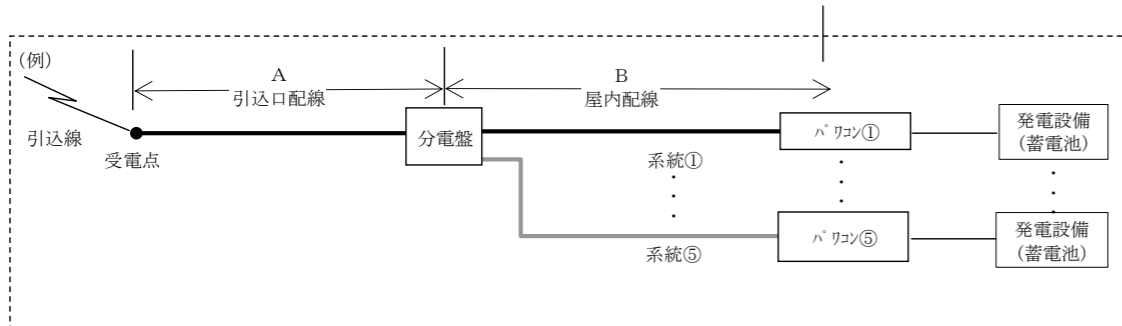 (例)
A
引込口配線
B
屋内配線
引込線
受電点
分電盤
パワコン①
発電設備
(蓄電池)
系統①
系統⑤
パワコン⑤
発電設備
(蓄電池)